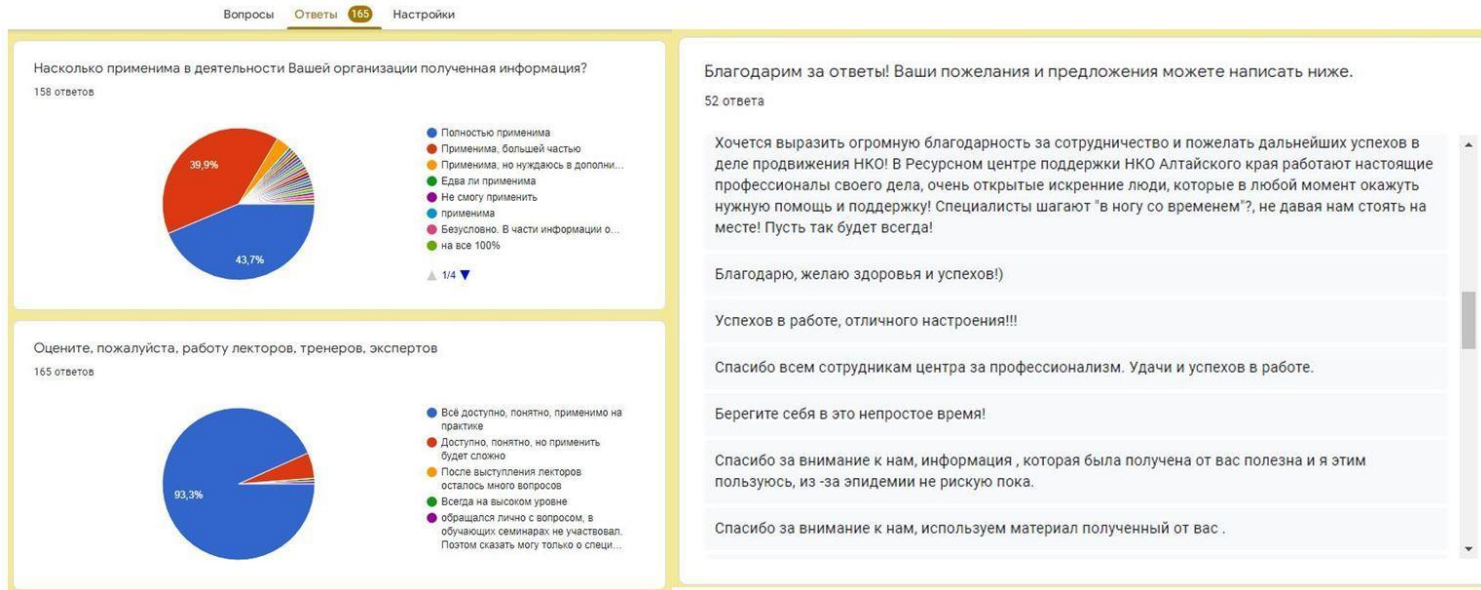 Вопросы Ответы 165 Настройки
Насколько применима в деятельности Вашей организации полученная информация?
158 ответов
39,9%
43,7%
Полностью применима
Применима, большей частью
Применима, но нуждаюсь в дополни...
Едва ли применима
Не смогу применить
применима
Безусловно. В части информации о...
на все 100%
1/4
Оцените, пожалуйста, работу лекторов, тренеров, экспертов
165 ответов
93,3%
Всё доступно, понятно, применимо на
практике
Доступно, понятно, но применить
будет сложно
После выступления лекторов
осталось много вопросов
Всегда на высоком уровне
обращался лично с вопросом, в
обучающих семинарах не участвовал.
Поэтом сказать могу только о специ...
Благодарим за ответы! Ваши пожелания и предложения можете написать ниже.
52 ответа
Хочется выразить огромную благодарность за сотрудничество и пожелать дальнейших успехов в
деле продвижения НКО! В Ресурсном центре поддержки НКО Алтайского края работают настоящие
профессионалы своего дела, очень открытые искренние люди, которые в любой момент окажуть
нужную помощь и поддержку! Специалисты шагают "в ногу со временем"?, не давая нам стоять на
месте! Пусть так будет всегда!
Благодарю, желаю здоровья и успехов!)
Успехов в работе, отличного настроения!!!
Спасибо всем сотрудникам центра за профессионализм. Удачи и успехов в работе.
Берегите себя в это непростое время!
Спасибо за внимание к нам, информация , которая была получена от вас полезна и я этим
пользуюсь, из -за эпидемии не рискую пока.
Спасибо за внимание к нам, используем материал полученный от вас .